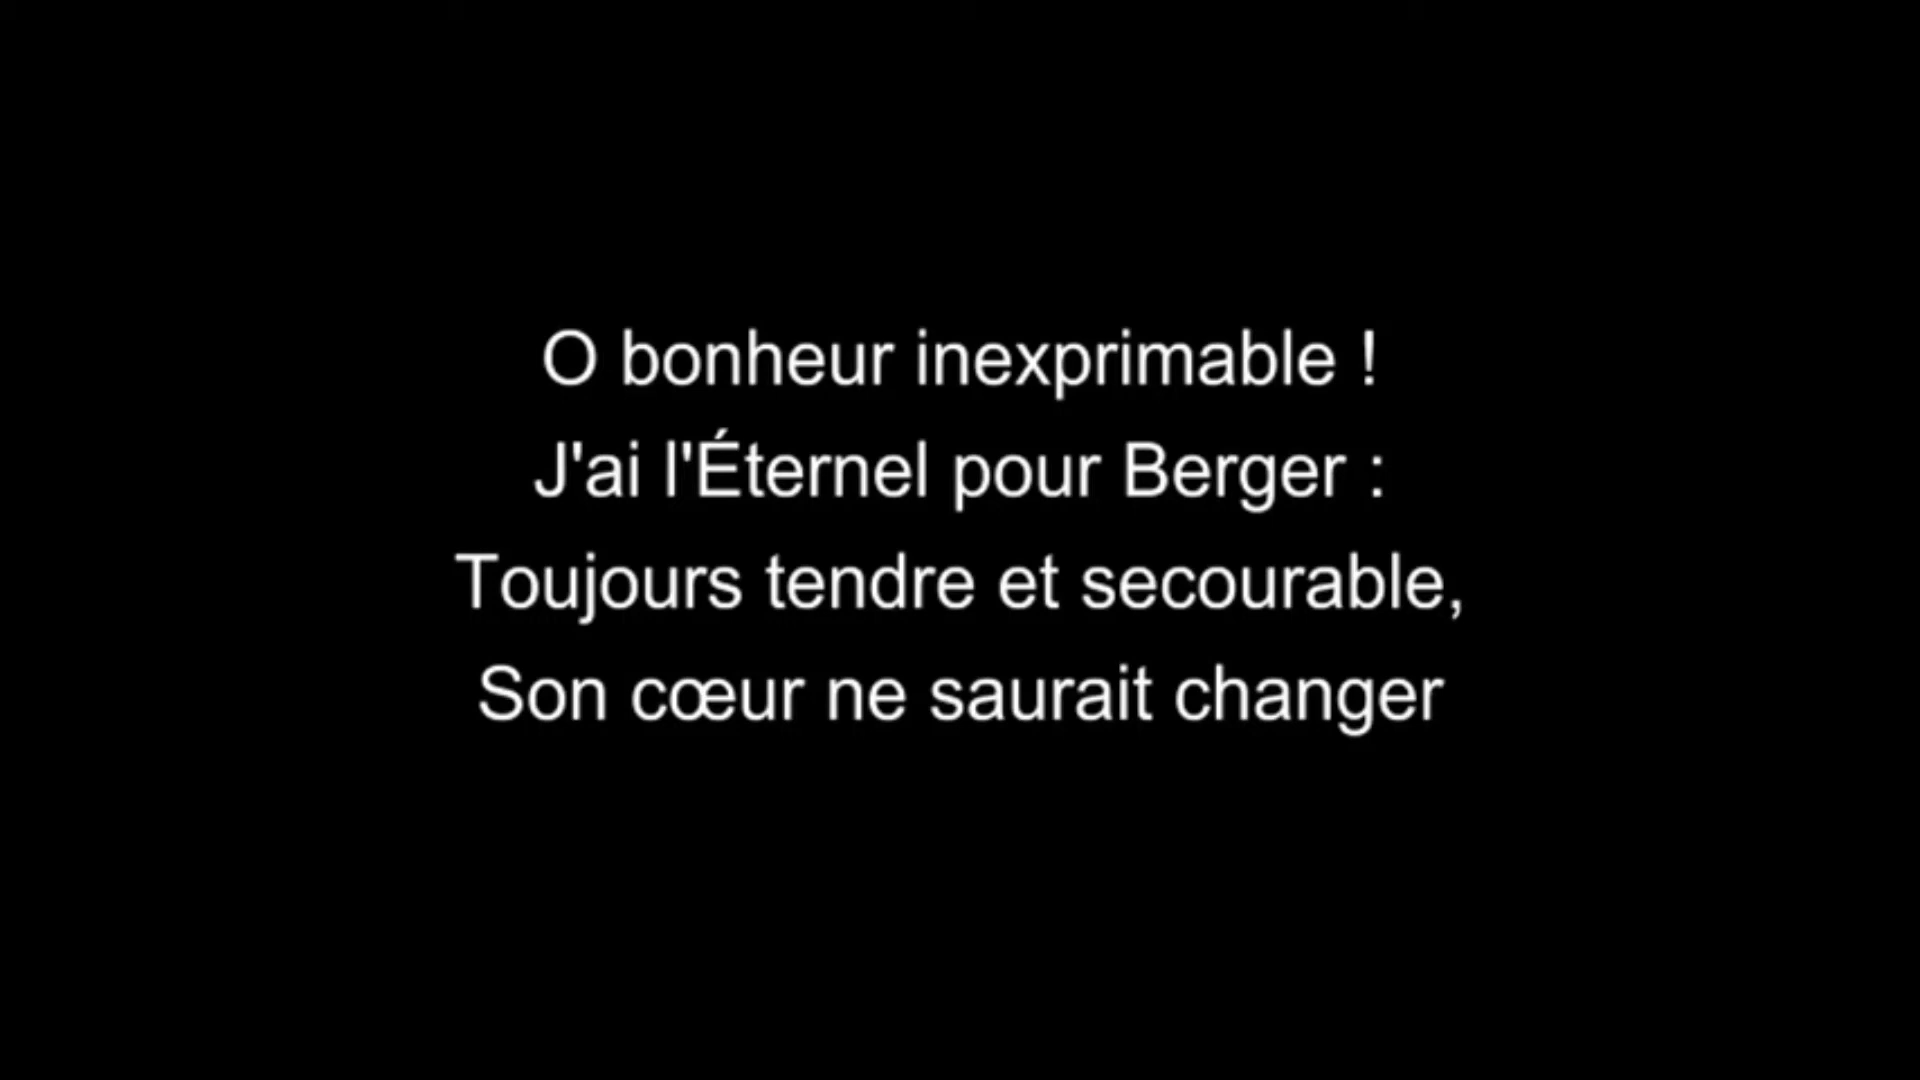 O bonheur inexprimable !
J'ai l'Éternel pour Berger :
Toujours tendre et secourable,
Son cœur ne saurait changer